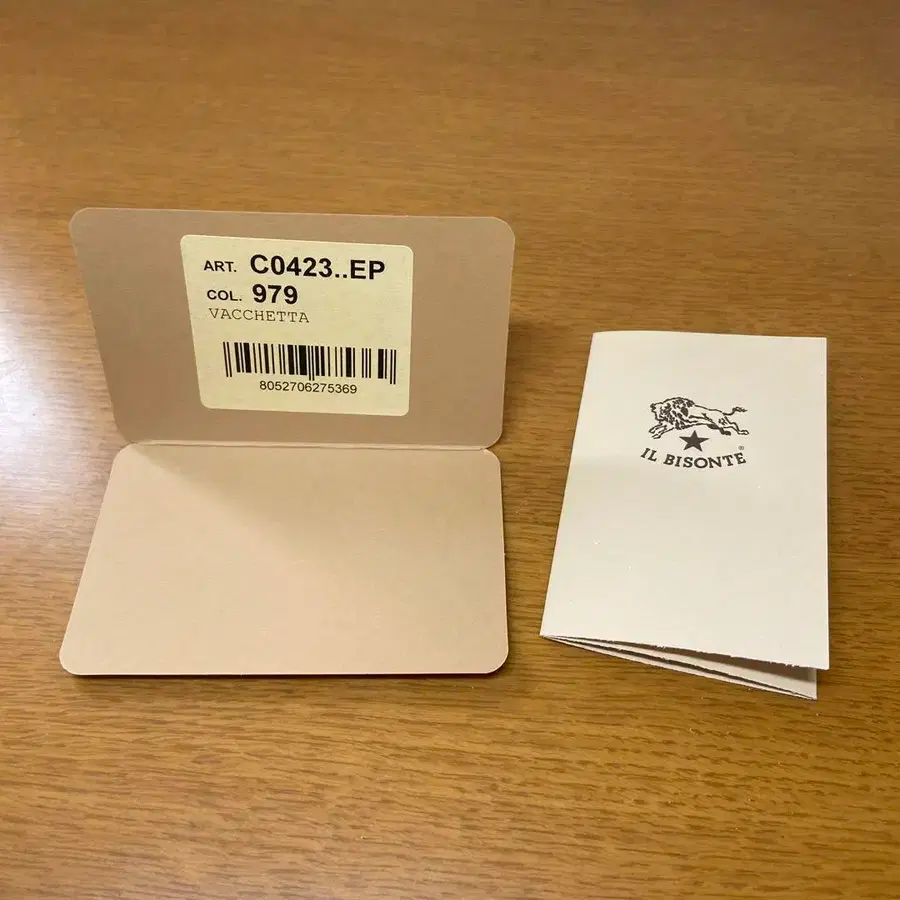 ART. C0423..EP
COL. 979
VACCHETTA
8052706275369
IL BISONTE®